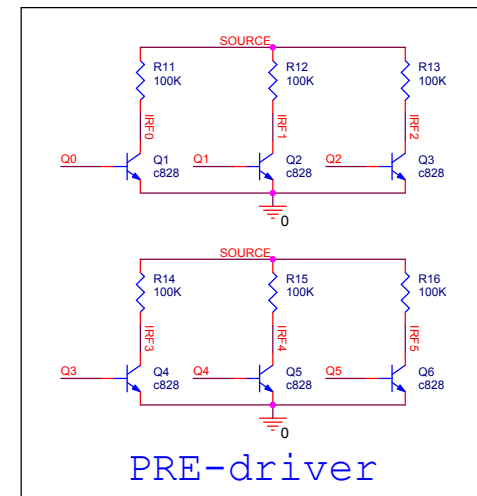 SOURCE
R11 R12 R13
100K 100K 100K
IRF0 IRF1 IRF2
Q0 Q1 Q1 Q2 Q2 Q3
c828 c828 c828
0
SOURCE
R14 R15 R16
100K 100K 100K
IRF3 IRF4 IRF5
Q3 Q4 Q4 Q5 Q5 Q6
c828 c828 c828
0
PRE-driver